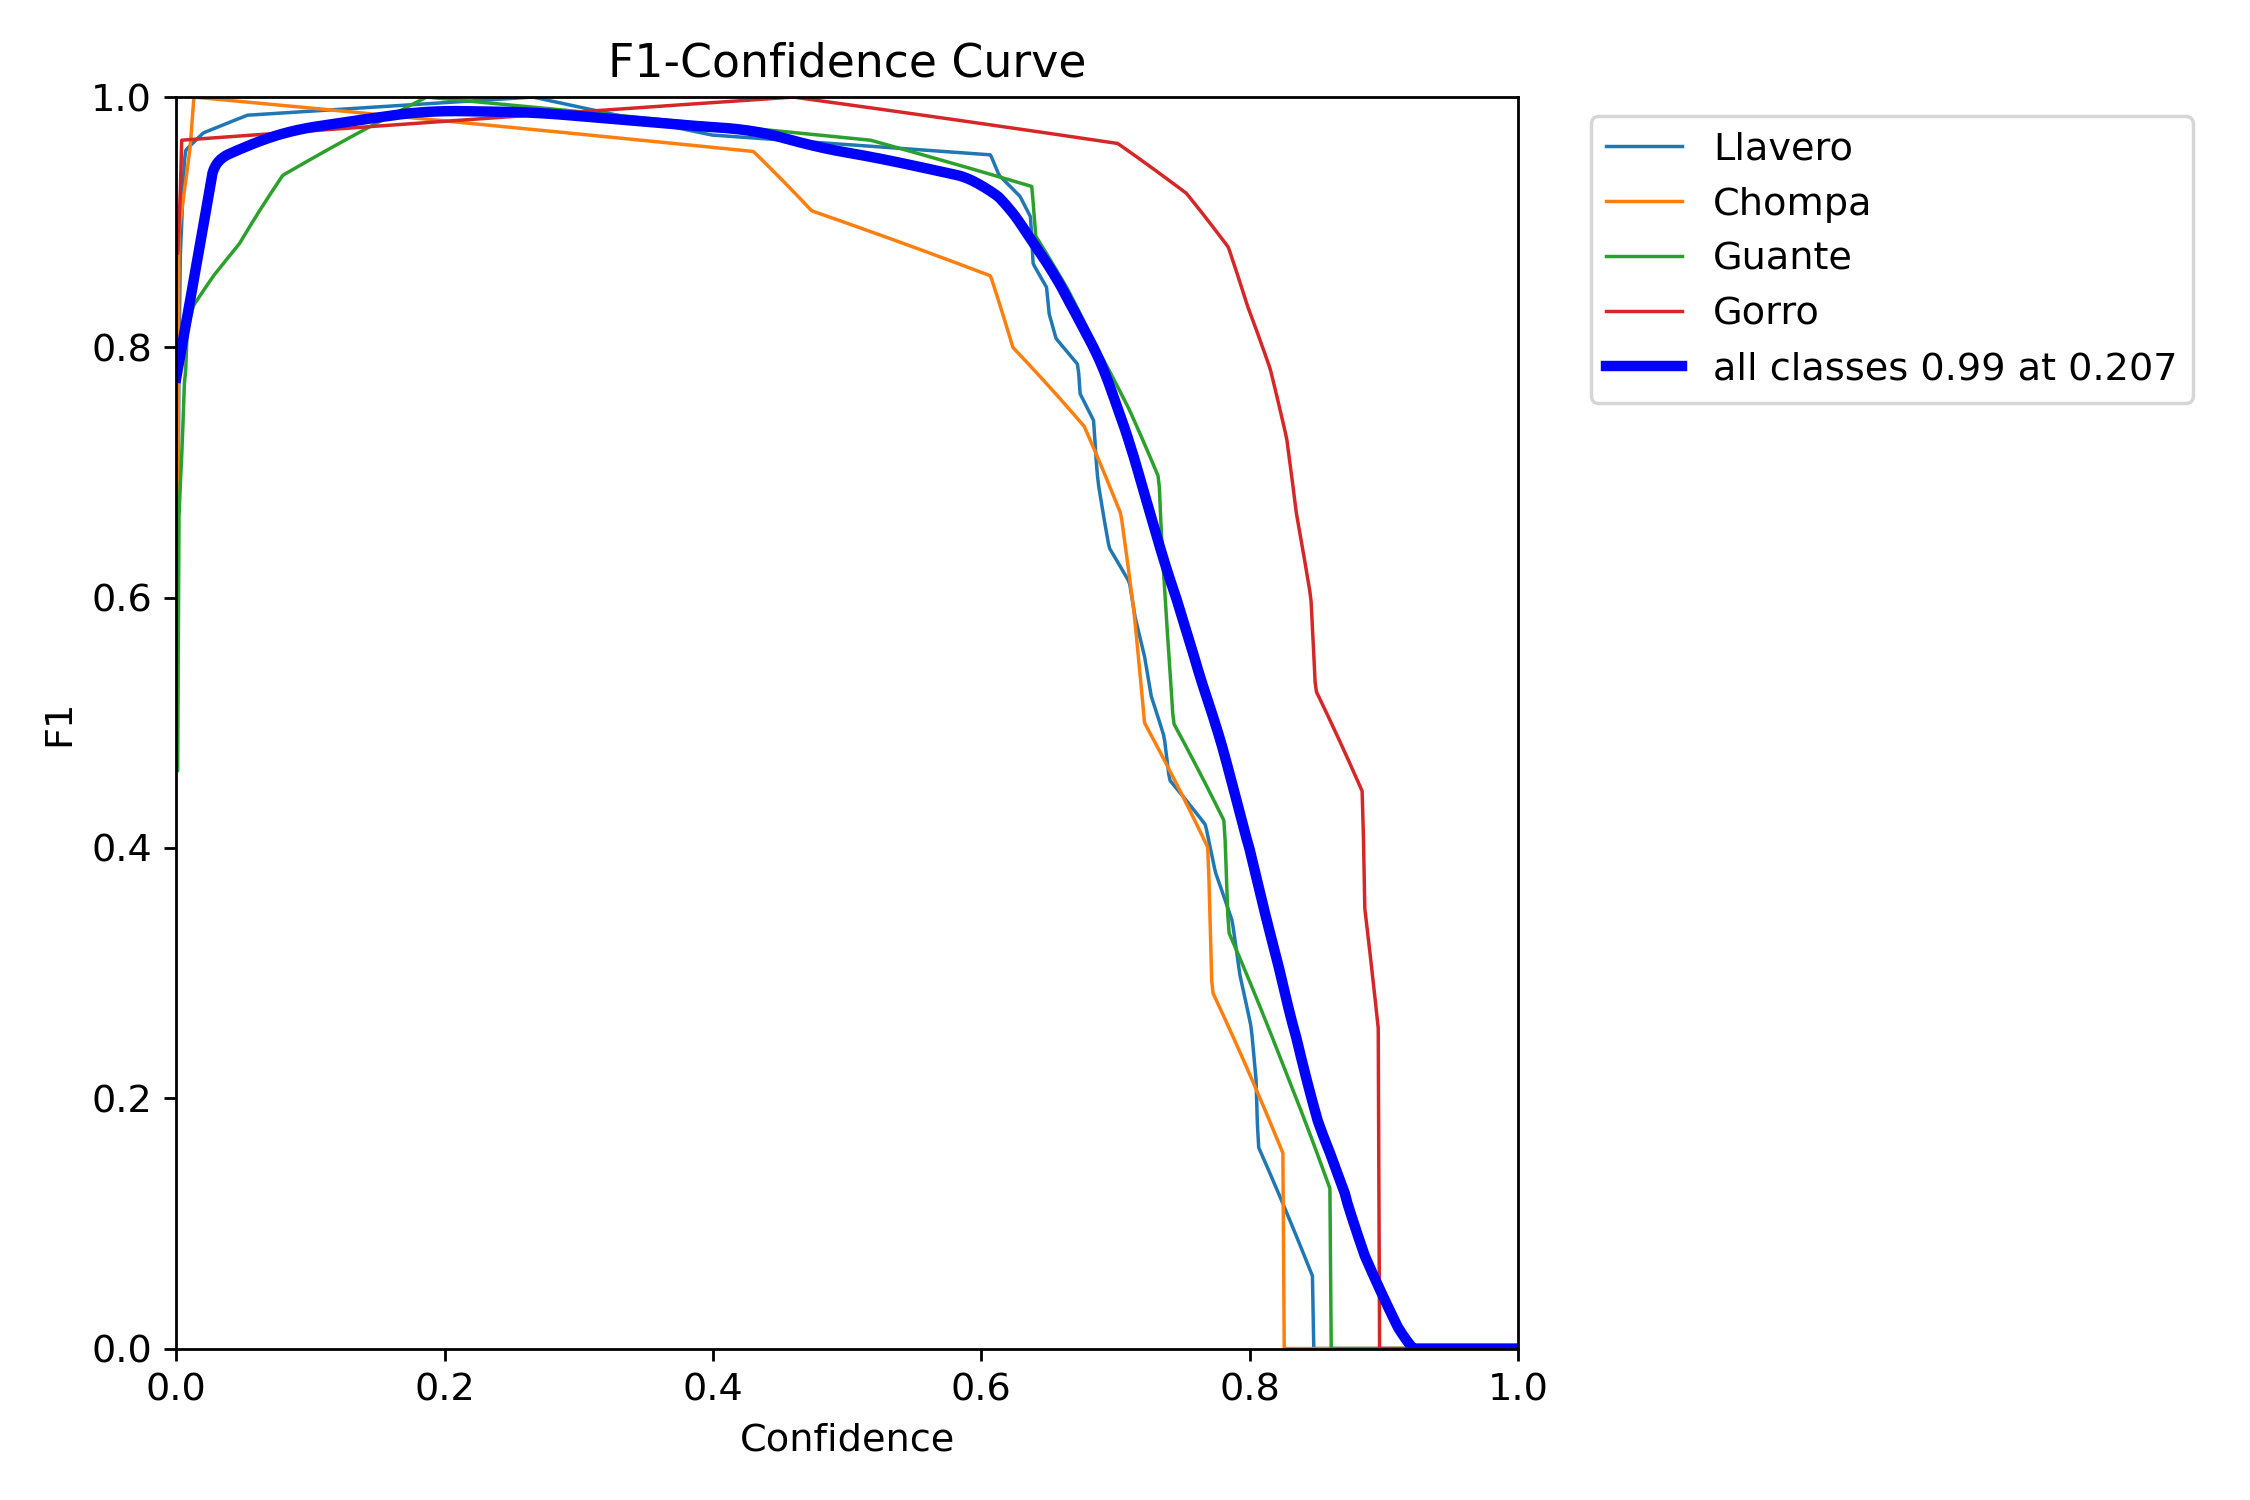 F1-Confidence Curve
1.0
0.8
0.6
0.4
0.2
0.0
F1
0.0 0.2 0.4 0.6 0.8 1.0
Confidence
Llavero
Chompa
Guante
Gorro
all classes 0.99 at 0.207